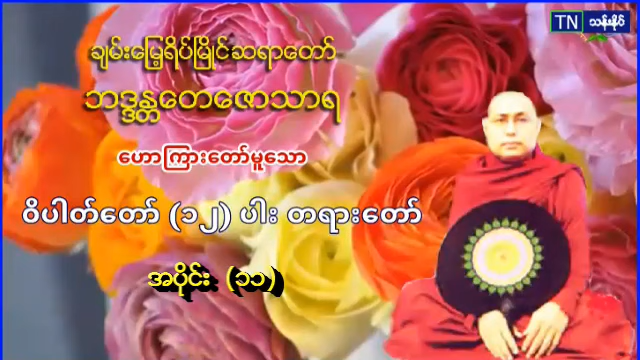 TN သန်းနိုင်
ချမ်းမြေ့ရိပ်မြိုင်ဆရာတော်
ဘဒ္ဒန္တတေဇောသာရ
ဟောကြားတော်မူသော
ဝိပါတ်တော် (၁၂) ပါး တရားတော်
အပိုင်း (၁၁)